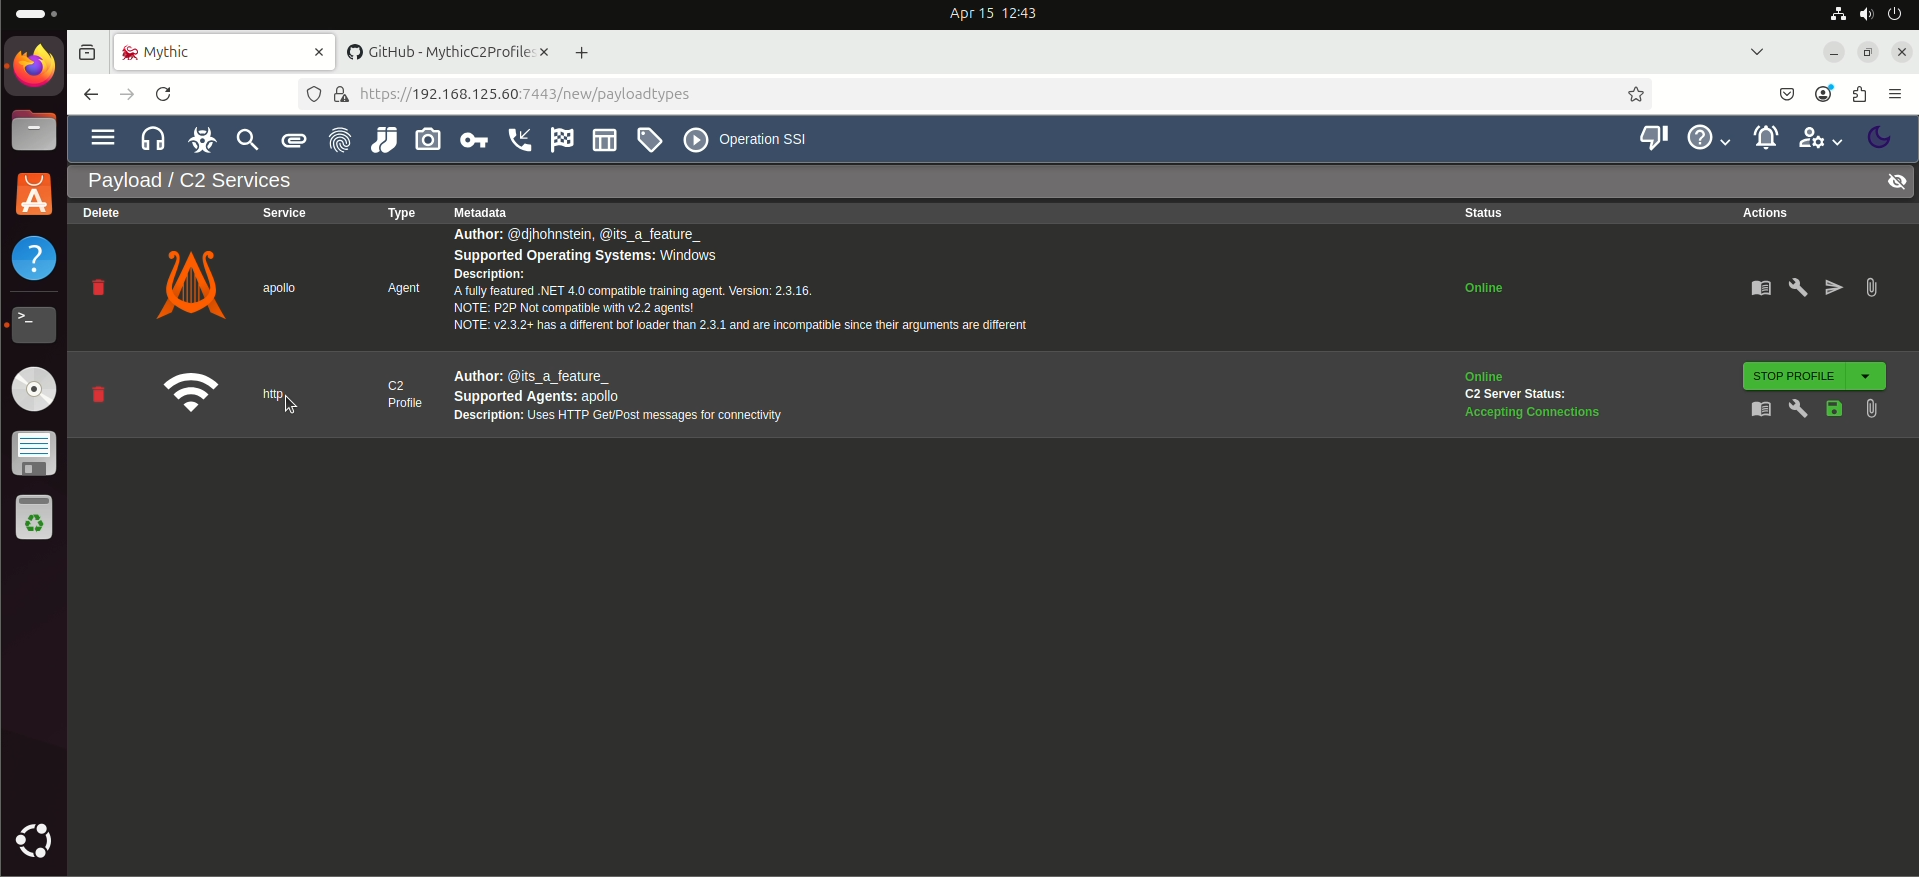 Apr 15 12:43
Mythic
GitHub - MythicC2Profiles
https://192.168.125.60:7443/new/payloadtypes
Operation SSI
Payload / C2 Services
Delete Service Type Metadata Status Actions
Author: @djhohnstein, @its_a_feature_
Supported Operating Systems: Windows
Description:
apollo Agent A fully featured .NET 4.0 compatible training agent. Version: 2.3.16. Online
NOTE: P2P Not compatible with v2.2 agents!
NOTE: v2.3.2+ has a different bof loader than 2.3.1 and are incompatible since their arguments are different
http
C2
Profile
Author: @its_a_feature_
Supported Agents: apollo
Description: Uses HTTP Get/Post messages for connectivity
Online
C2 Server Status:
Accepting Connections
STOP PROFILE